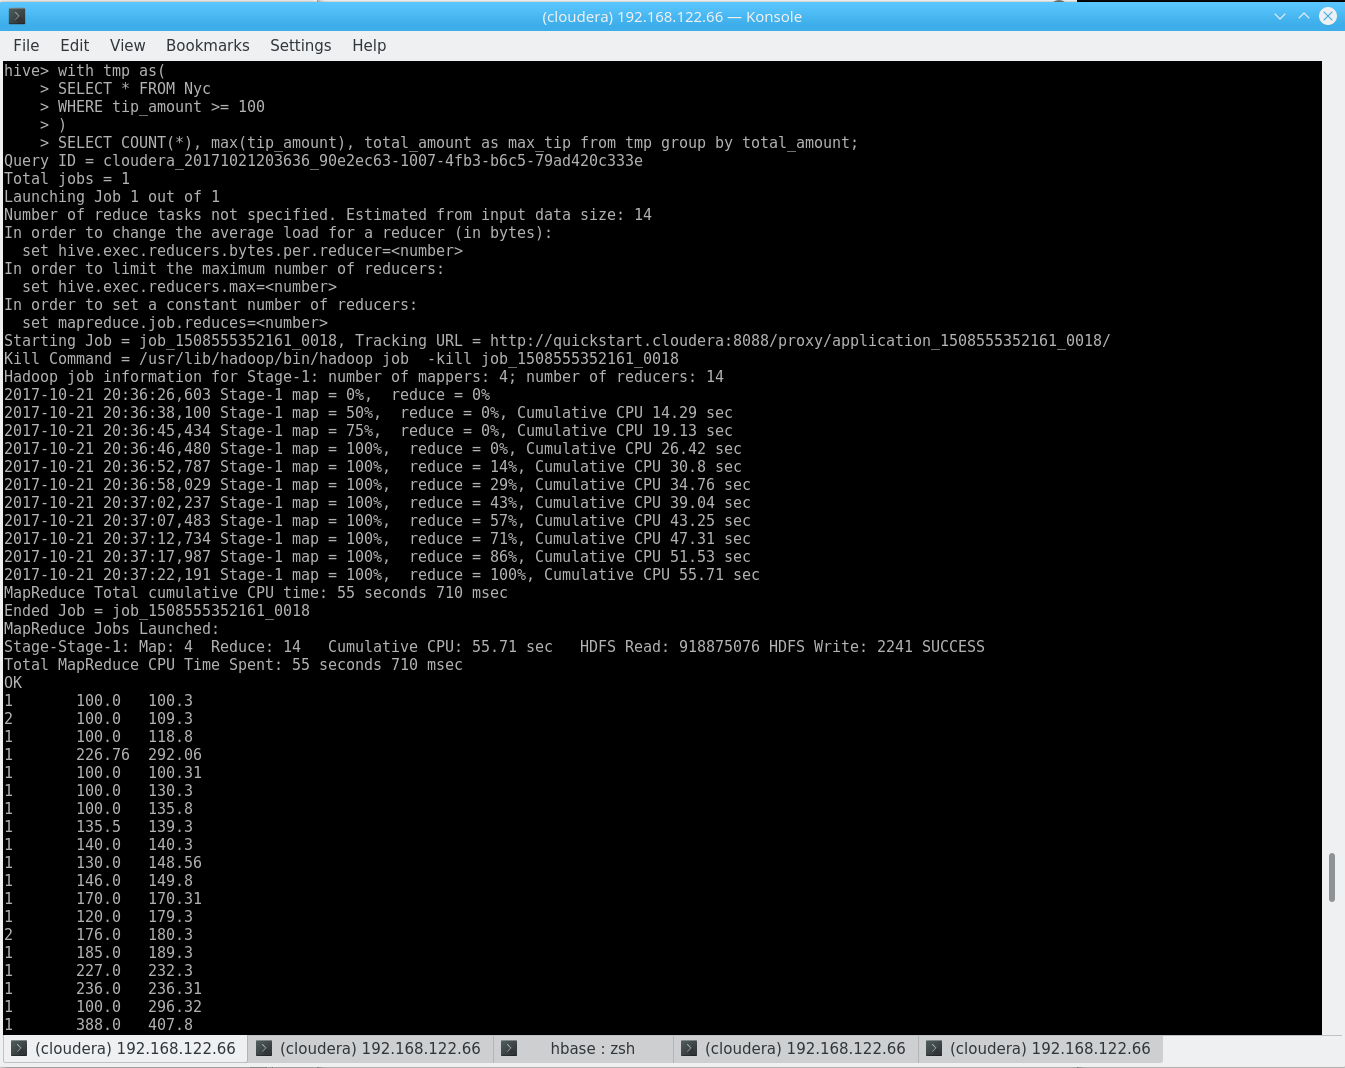 (cloudera) 192.168.122.66 — Konsole
File Edit View Bookmarks Settings Help
hive> with tmp as(
    > SELECT * FROM Nyc
    > WHERE tip_amount >= 100
    > )
    > SELECT COUNT(*), max(tip_amount), total_amount as max_tip from tmp group by total_amount;
Query ID = cloudera_20171021203636_90e2ec63-1007-4fb3-b6c5-79ad420c333e
Total jobs = 1
Launching Job 1 out of 1
Number of reduce tasks not specified. Estimated from input data size: 14
In order to change the average load for a reducer (in bytes):
  set hive.exec.reducers.bytes.per.reducer=<number>
In order to limit the maximum number of reducers:
  set hive.exec.reducers.max=<number>
In order to set a constant number of reducers:
  set mapreduce.job.reduces=<number>
Starting Job = job_1508555352161_0018, Tracking URL = http://quickstart.cloudera:8088/proxy/application_1508555352161_0018/
Kill Command = /usr/lib/hadoop/bin/hadoop job  -kill job_1508555352161_0018
Hadoop job information for Stage-1: number of mappers: 4; number of reducers: 14
2017-10-21 20:36:26,603 Stage-1 map = 0%,  reduce = 0%
2017-10-21 20:36:38,100 Stage-1 map = 50%,  reduce = 0%, Cumulative CPU 14.29 sec
2017-10-21 20:36:45,434 Stage-1 map = 75%,  reduce = 0%, Cumulative CPU 19.13 sec
2017-10-21 20:36:46,480 Stage-1 map = 100%,  reduce = 0%, Cumulative CPU 26.42 sec
2017-10-21 20:36:52,787 Stage-1 map = 100%,  reduce = 14%, Cumulative CPU 30.8 sec
2017-10-21 20:36:58,029 Stage-1 map = 100%,  reduce = 29%, Cumulative CPU 34.76 sec
2017-10-21 20:37:02,237 Stage-1 map = 100%,  reduce = 43%, Cumulative CPU 39.04 sec
2017-10-21 20:37:07,483 Stage-1 map = 100%,  reduce = 57%, Cumulative CPU 43.25 sec
2017-10-21 20:37:12,734 Stage-1 map = 100%,  reduce = 71%, Cumulative CPU 47.31 sec
2017-10-21 20:37:17,987 Stage-1 map = 100%,  reduce = 86%, Cumulative CPU 51.53 sec
2017-10-21 20:37:22,191 Stage-1 map = 100%,  reduce = 100%, Cumulative CPU 55.71 sec
MapReduce Total cumulative CPU time: 55 seconds 710 msec
Ended Job = job_1508555352161_0018
MapReduce Jobs Launched:
Stage-Stage-1: Map: 4  Reduce: 14   Cumulative CPU: 55.71 sec   HDFS Read: 918875076 HDFS Write: 2241 SUCCESS
Total MapReduce CPU Time Spent: 55 seconds 710 msec
OK
1       100.0   100.3
2       100.0   109.3
1       100.0   118.8
1       226.76  292.06
1       100.0   100.31
1       100.0   130.3
1       100.0   135.8
1       135.5   139.3
1       140.0   140.3
1       130.0   148.56
1       146.0   149.8
1       170.0   170.31
1       120.0   179.3
2       176.0   180.3
1       185.0   189.3
1       227.0   232.3
1       236.0   236.31
1       100.0   296.32
1       388.0   407.8
(cloudera) 192.168.122.66 (cloudera) 192.168.122.66 hbase : zsh (cloudera) 192.168.122.66 (cloudera) 192.168.122.66